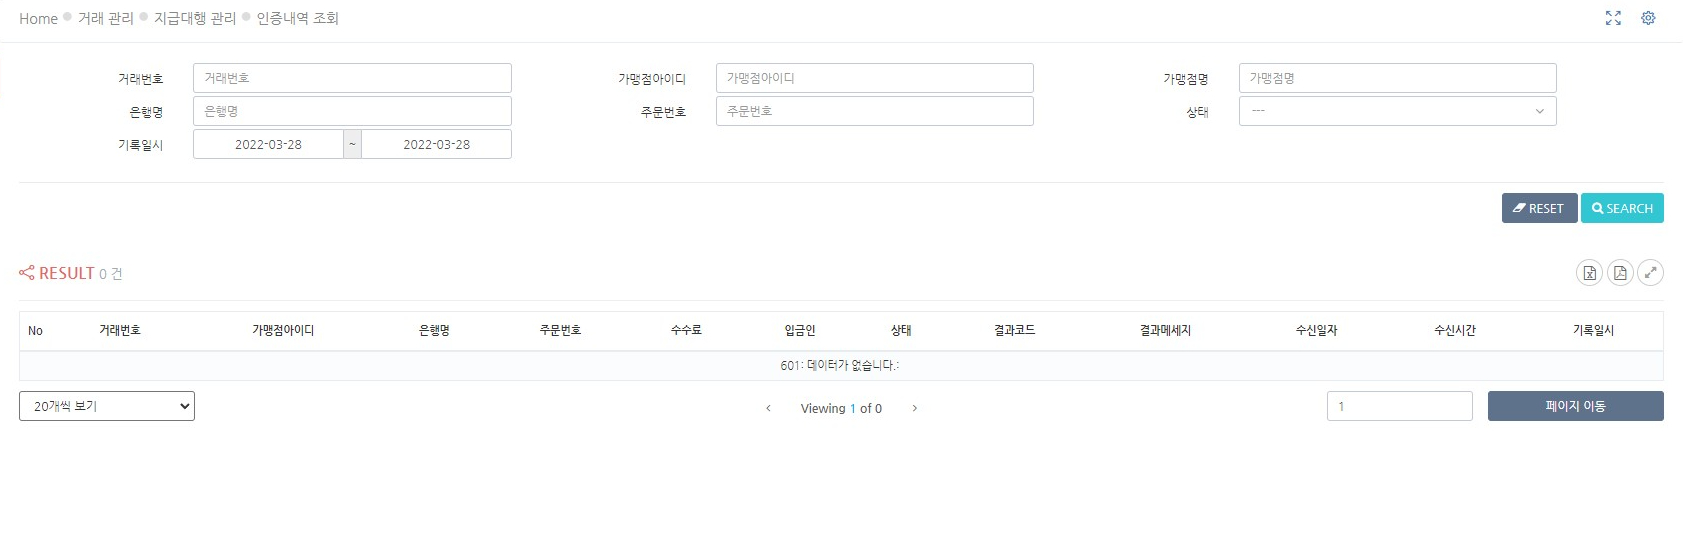 Home 거래 관리 지급대행 관리 인증내역 조회
거래번호 거래번호 가맹점아이디 가맹점아이디 가맹점명 가맹점명
은행명 은행명 주문번호 주문번호 상태 ---
기록일시 2022-03-28 ~ 2022-03-28
RESET SEARCH
RESULT 0 건
No 거래번호 가맹점아이디 은행명 주문번호 수수료 입금인 상태 결과코드 결과메세지 수신일자 수신시간 기록일시
601: 데이터가 없습니다.:
20개씩 보기 Viewing 1 of 0 1 페이지 이동